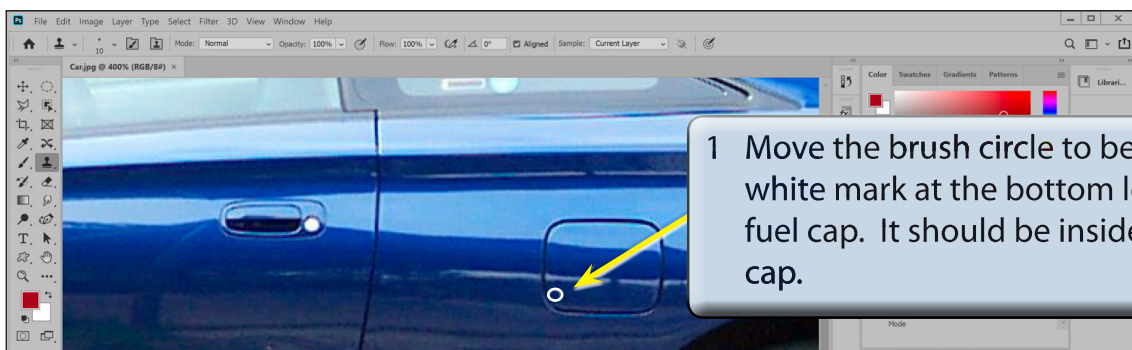 Ps File Edit Image Layer Type Select Filter 3D View Window Help
10 Mode: Normal Opacity: 100% Flow: 100% 0° Aligned Sample: Current Layer
Car.jpg @ 400% (RGB/8#) ×
Color Swatches Gradients Patterns
Librari...
1 Move the brush circle to be
white mark at the bottom l
fuel cap. It should be inside
cap.
Mode